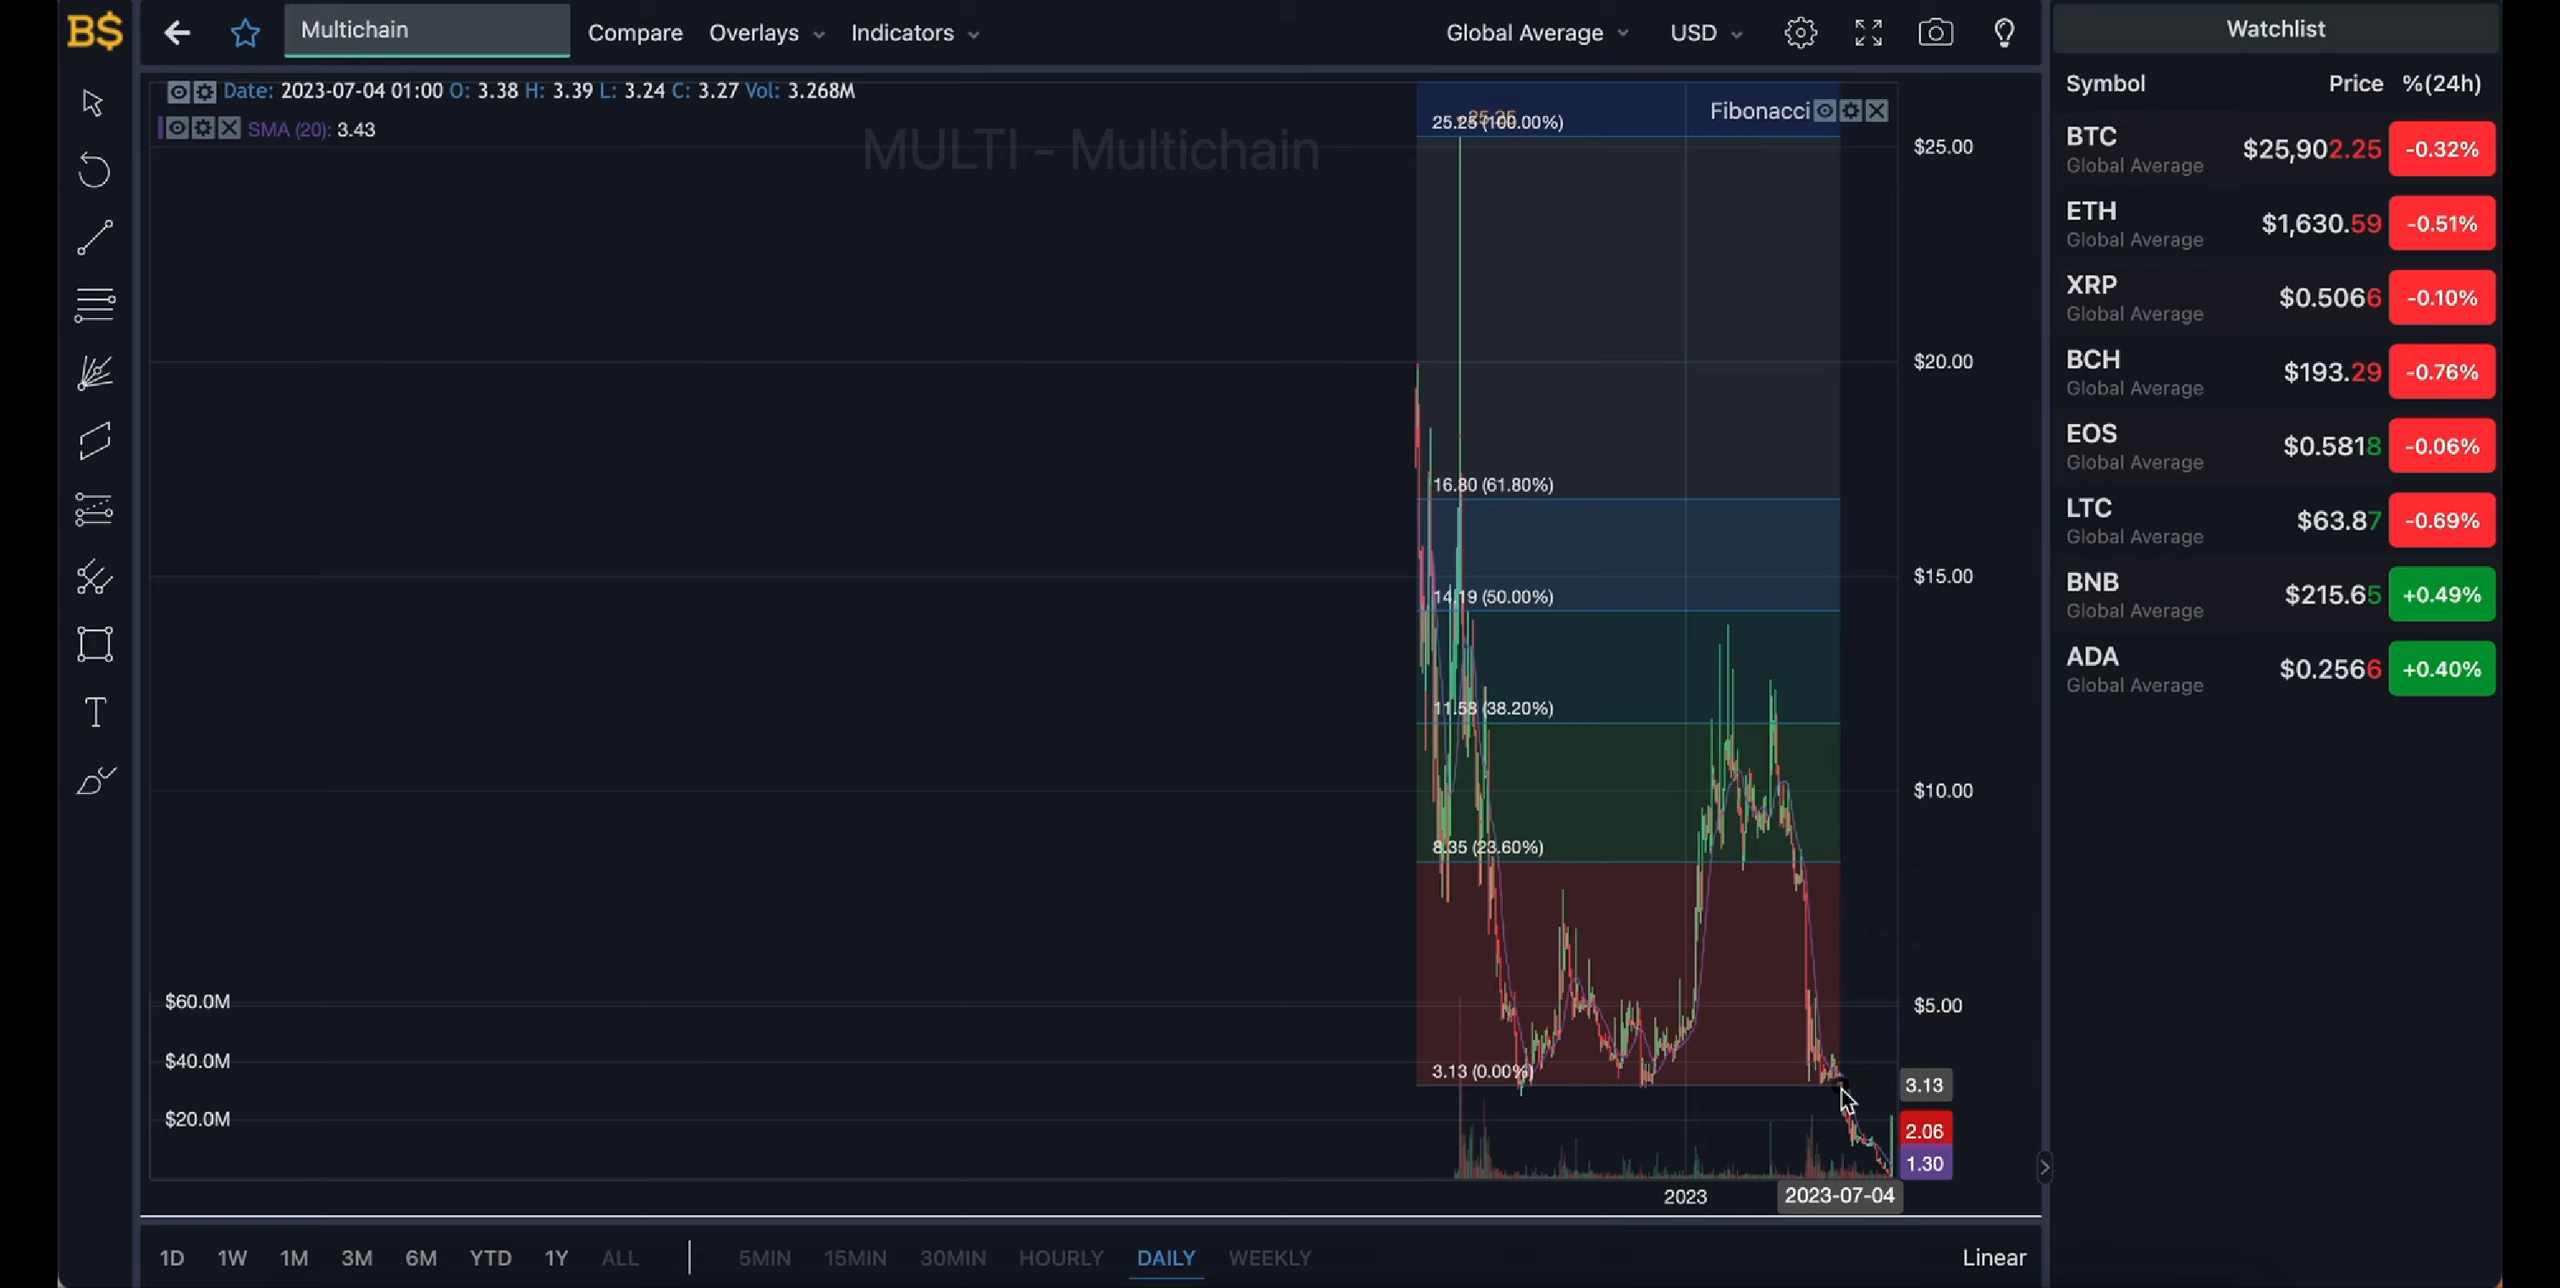 B$
Multichain
Compare
Overlays
Indicators
Global Average
USD
Watchlist
Date: 2023-07-04 01:00 O: 3.38 H: 3.39 L: 3.24 C: 3.27 Vol: 3.268M
SMA (20): 3.43
MULTI - Multichain
Fibonacci
25.25
25.25 (100.00%)
16.80 (61.80%)
14.19 (50.00%)
11.58 (38.20%)
8.35 (23.60%)
3.13 (0.00%)
$25.00
$20.00
$15.00
$10.00
$5.00
3.13
2.06
1.30
$60.0M
$40.0M
$20.0M
2023
2023-07-04
Symbol Price %(24h)
BTC $25,902.25 -0.32%
Global Average
ETH $1,630.59 -0.51%
Global Average
XRP $0.5066 -0.10%
Global Average
BCH $193.29 -0.76%
Global Average
EOS $0.5818 -0.06%
Global Average
LTC $63.87 -0.69%
Global Average
BNB $215.65 +0.49%
Global Average
ADA $0.2566 +0.40%
Global Average
T
1D 1W 1M 3M 6M YTD 1Y ALL 5MIN 15MIN 30MIN HOURLY DAILY WEEKLY
Linear